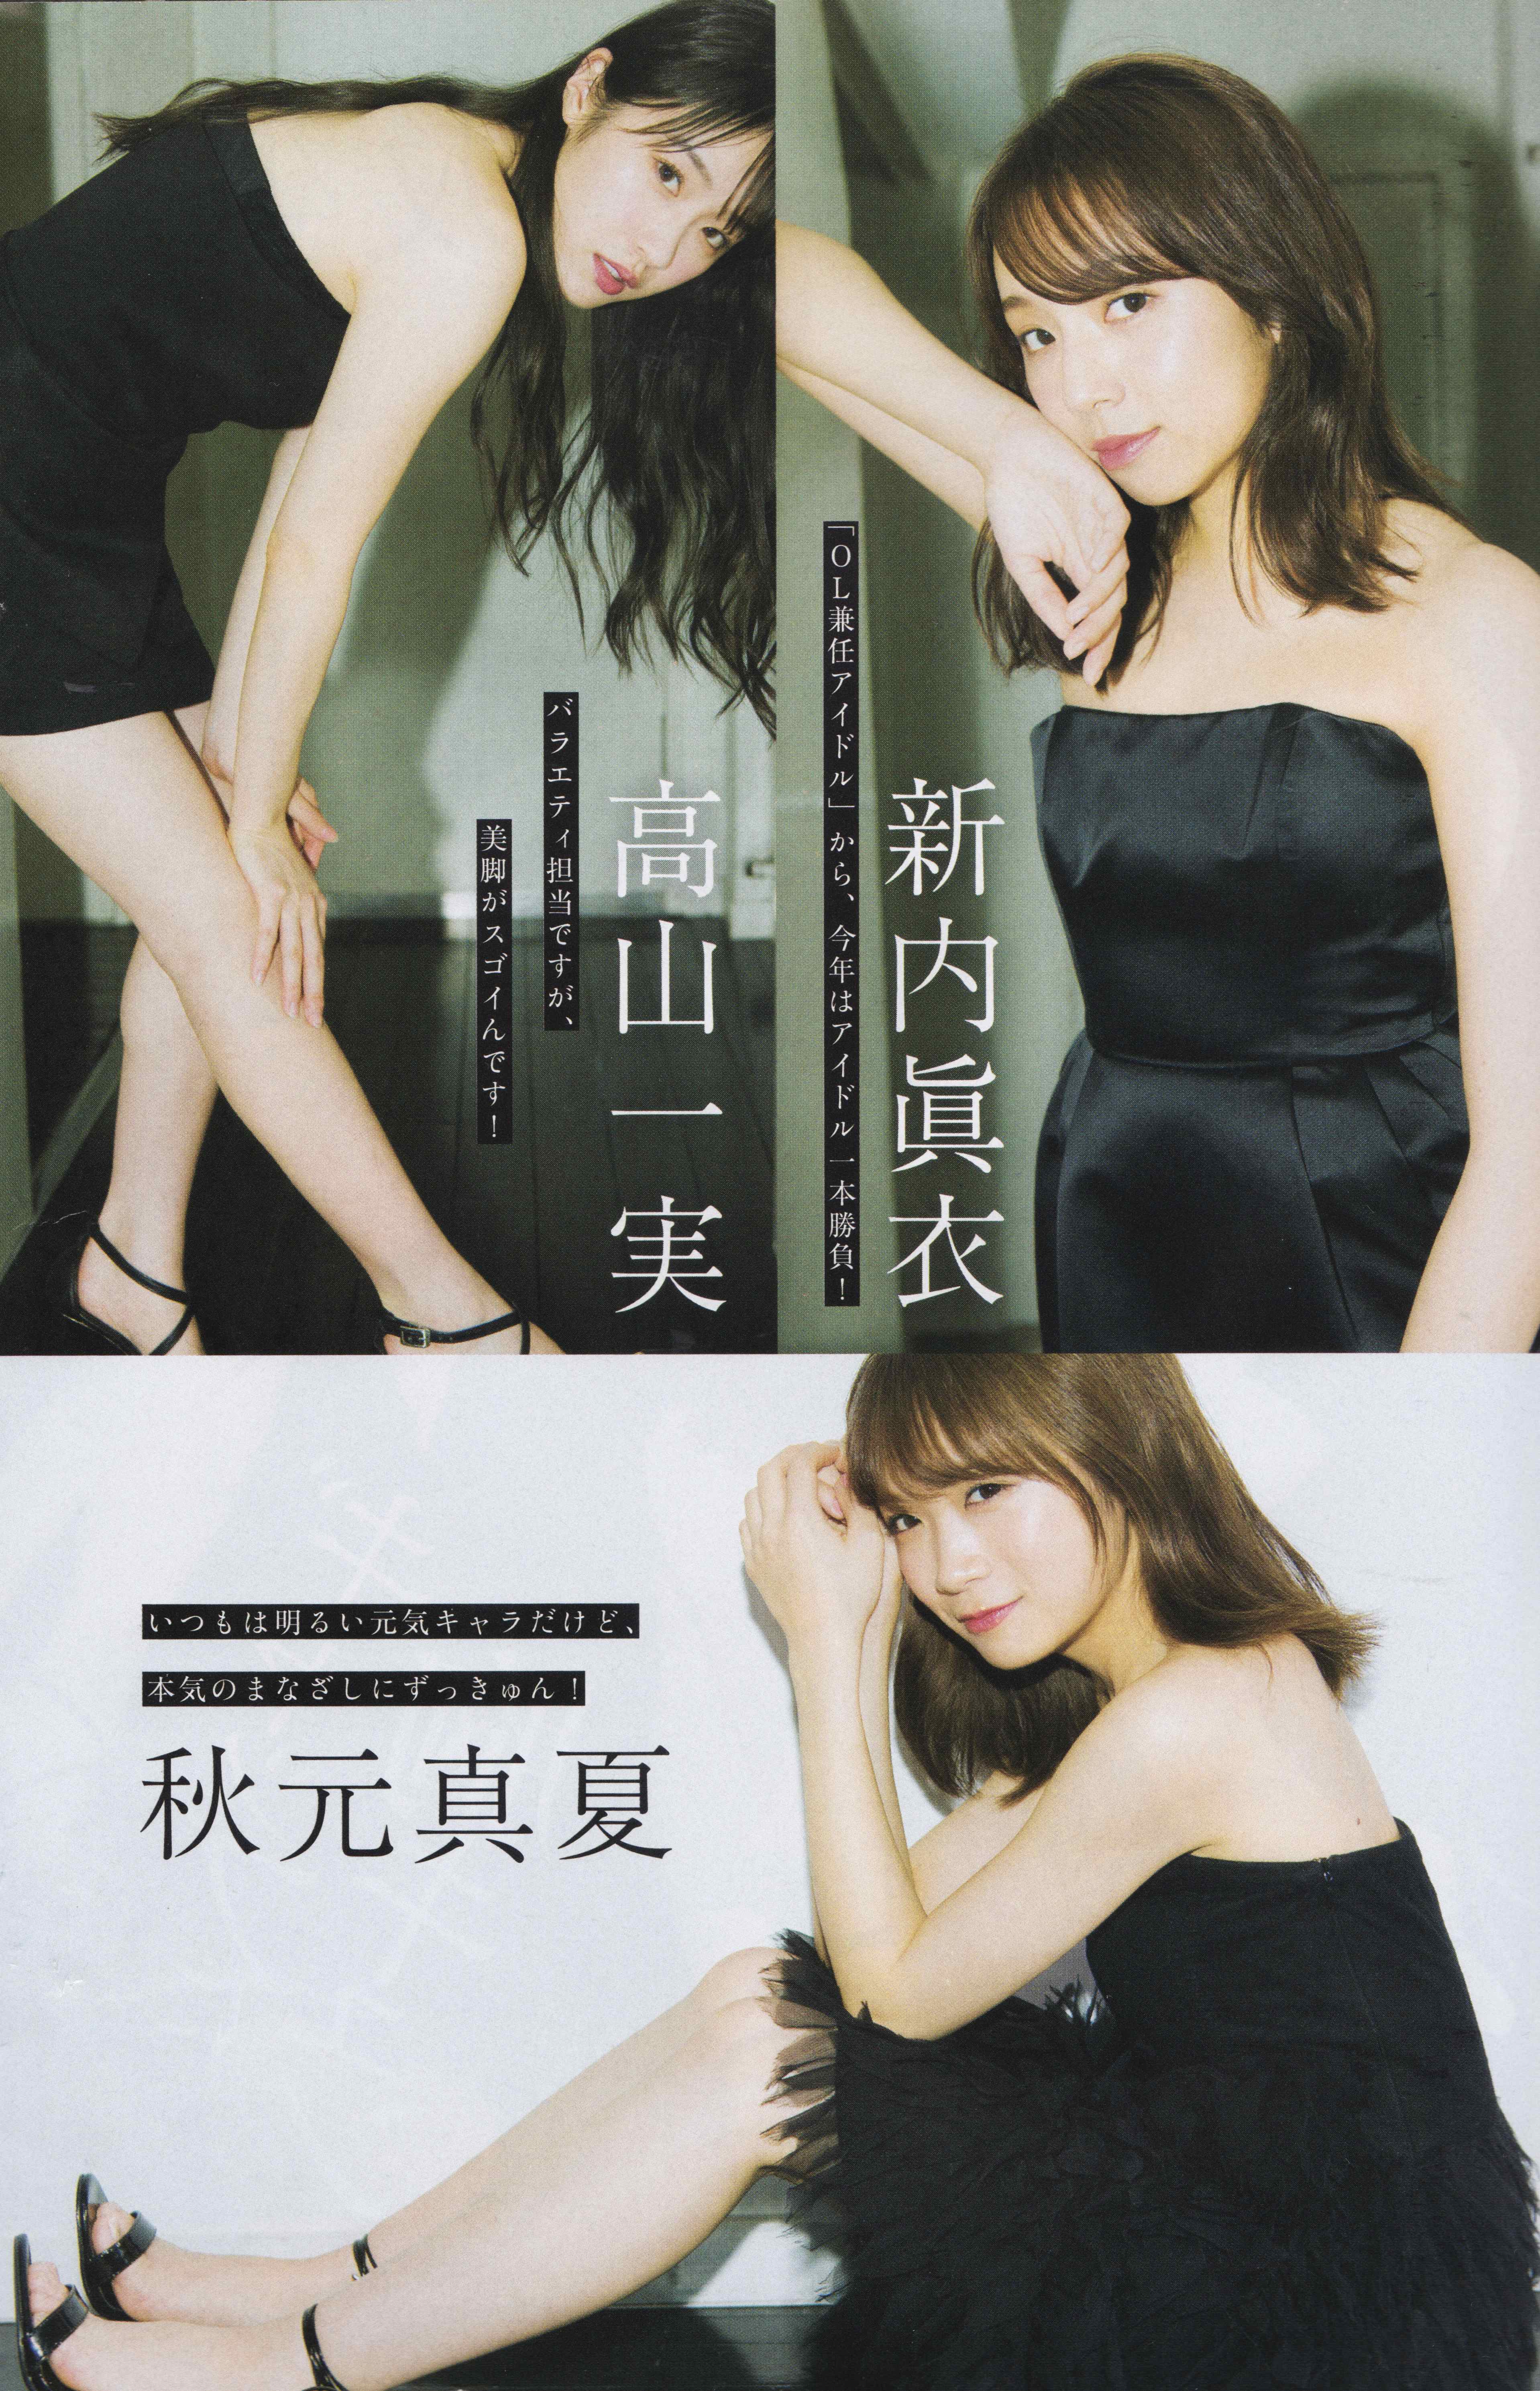 「OL兼任アイドル」から、今年はアイドル一本勝負！
新内眞衣
バラエティ担当ですが、
美脚がスゴイんです！
高山一実
いつもは明るい元気キャラだけど、
本気のまなざしにずっきゅん！
秋元真夏